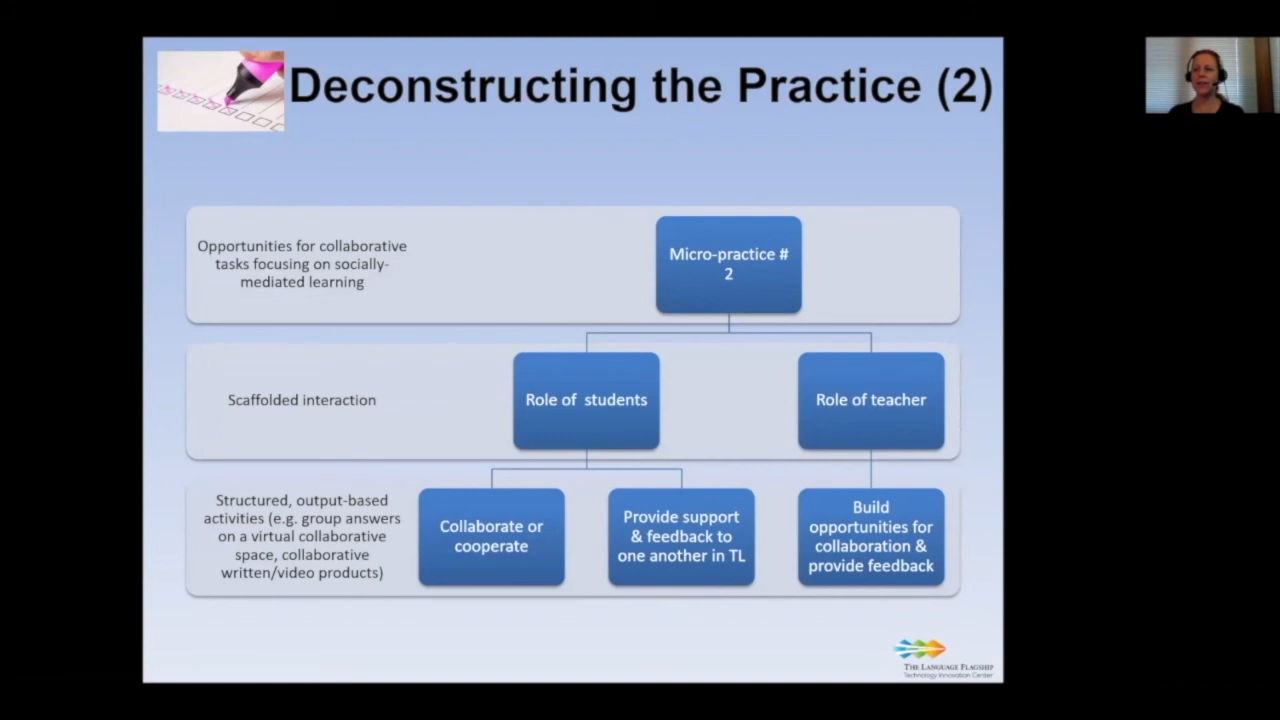 Deconstructing the Practice (2)
Opportunities for collaborative
tasks focusing on socially-
mediated learning
Micro-practice #
2
Scaffolded interaction
Role of students
Role of teacher
Structured, output-based
activities (e.g. group answers
on a virtual collaborative
space, collaborative
written/video products)
Collaborate or
cooperate
Provide support
& feedback to
one another in TL
Build
opportunities for
collaboration &
provide feedback
THE LANGUAGE FLAGSHIP
Technology Innovation Center